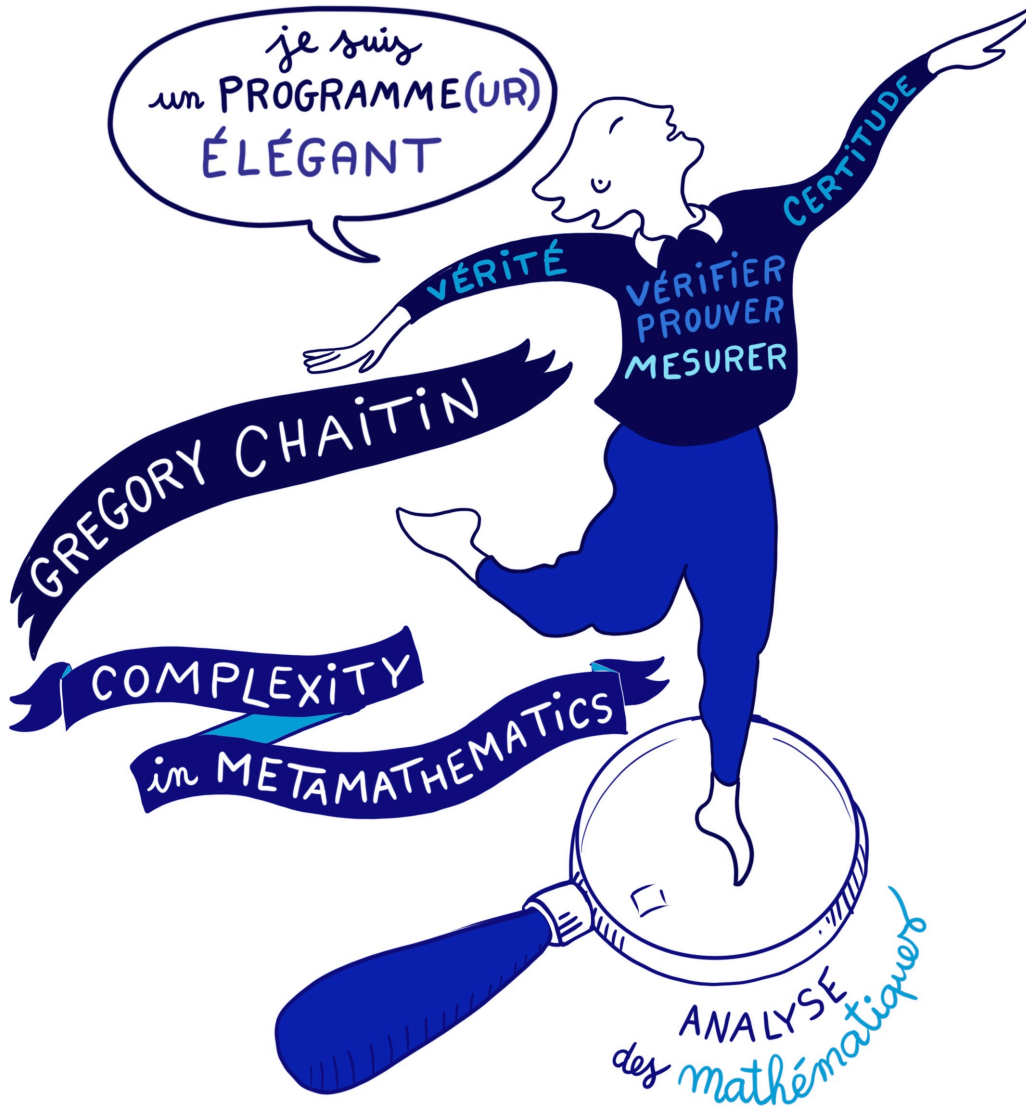 je suis
un PROGRAMME(UR)
ÉLÉGANT
CERTITUDE
VÉRITÉ
VÉRIFIER
PROUVER
MESURER
GREGORY CHAITIN
COMPLEXITY
in METAMATHEMATICS
ANALYSE
des mathématiques